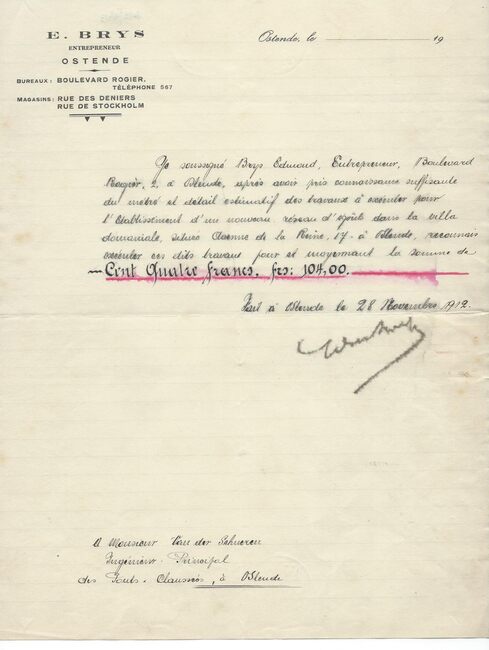 E. BRYS
ENTREPRENEUR
OSTENDE
BUREAUX: BOULEVARD ROGIER.
TÉLÉPHONE 567
MAGASINS: RUE DES DENIERS
RUE DE STOCKHOLM
Ostende, le 19
Je soussigné Brys Edmond, Entrepreneur, Boulevard
Rogier, 2, à Ostende, après avoir pris connaissance suffisante
du métré et détail estimatif des travaux à exécuter pour
l'établissement d'un nouveau réseau d'égouts dans la villa
domaniale, située Avenue de la Reine, 17 à Ostende, reconnais
exécuter ces dits travaux pour et moyennant la somme de
Cent Quatre francs. frs: 104,00.
Fait à Ostende le 28 Novembre 1912.
A Monsieur Van der Schueren
Ingénieur Principal
des Ponts-Chaussées, à Ostende